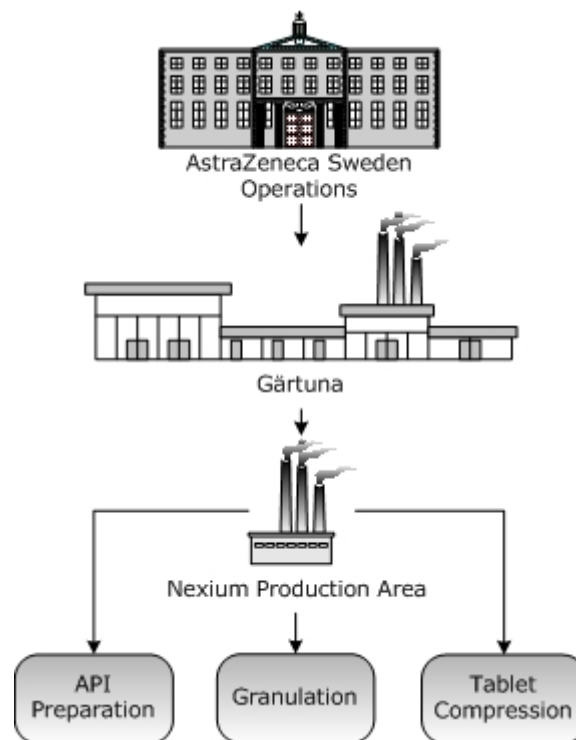 AstraZeneca Sweden
Operations
Gärtuna
Nexium Production Area
API
Preparation
Granulation
Tablet
Compression